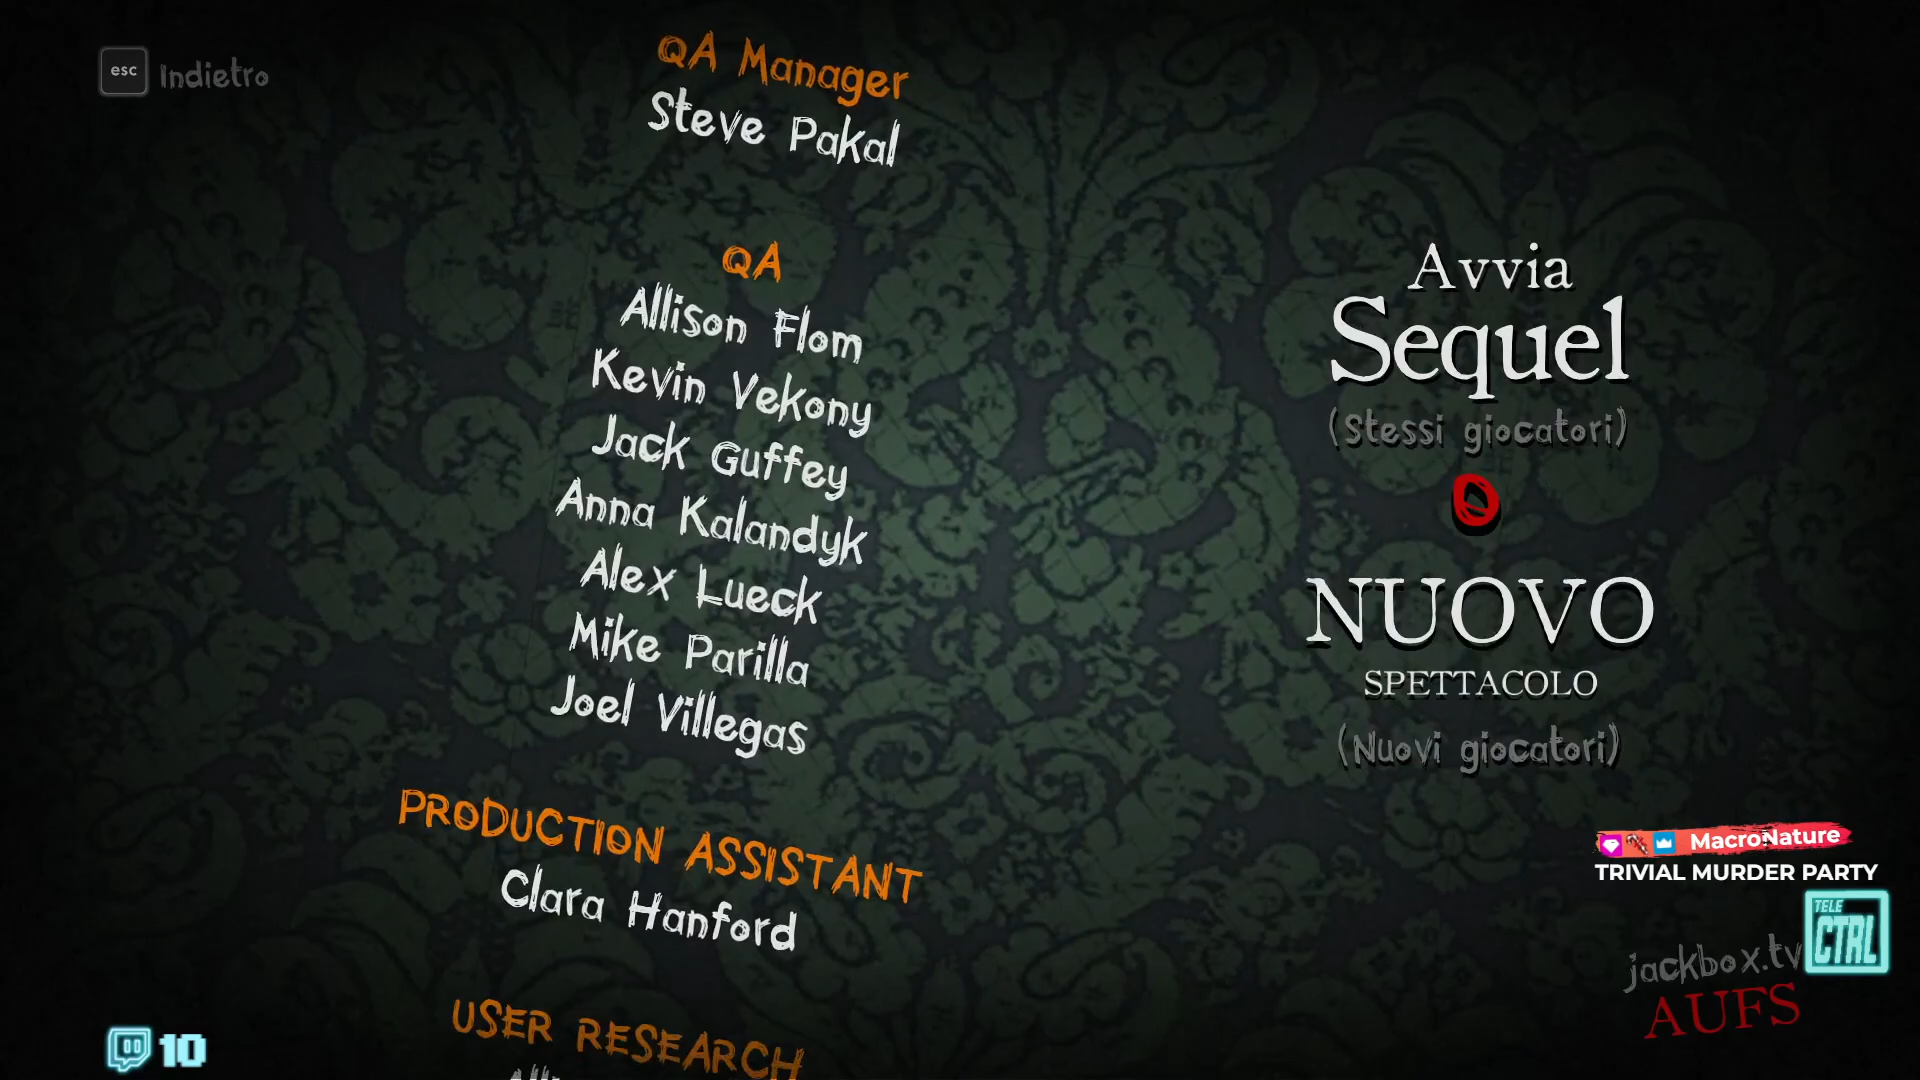 esc Indietro
QA Manager
Steve Pakal
QA
Allison Flom
Kevin Vekony
Jack Guffey
Anna Kalandyk
Alex Lueck
Mike Parilla
Joel Villegas
PRODUCTION ASSISTANT
Clara Hanford
USER RESEARCH
Avvia
Sequel
(Stessi giocatori)
O
NUOVO
SPETTACOLO
(Nuovi giocatori)
MacroNature
TRIVIAL MURDER PARTY
TELE
CTRL
jackbox.tv
AUFS
10